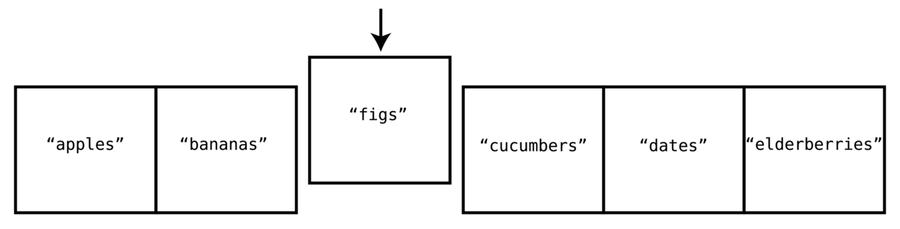 “apples” “bananas” “figs” “cucumbers” “dates” “elderberries”